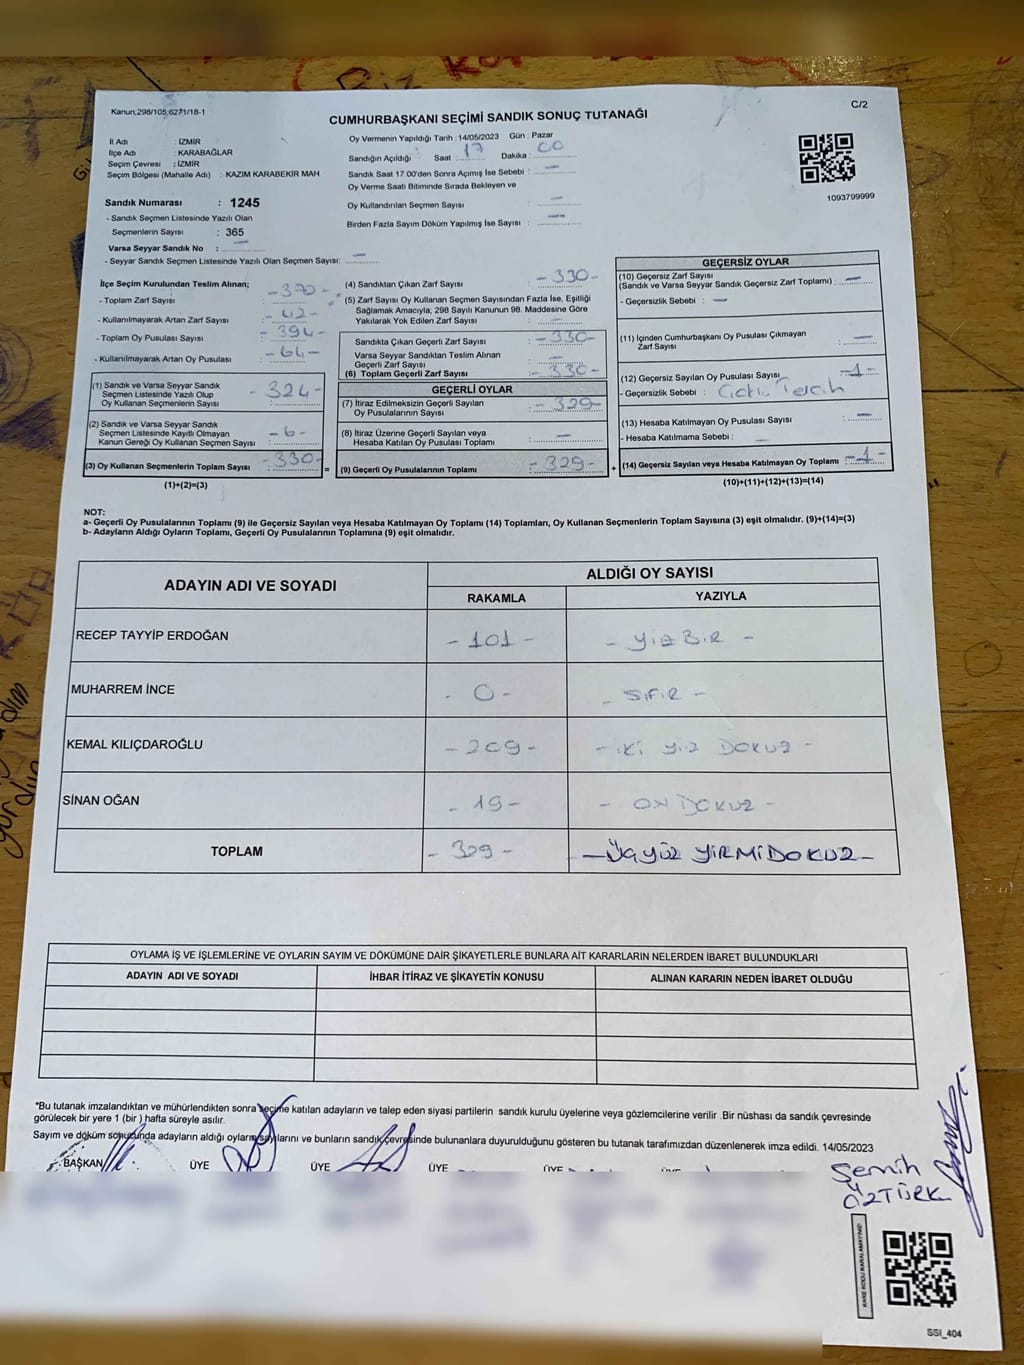 Kanun:298/105,6271/18-1
C/2
CUMHURBAŞKANI SEÇİMİ SANDIK SONUÇ TUTANAĞI
İl Adı : İZMİR
İlçe Adı : KARABAĞLAR
Seçim Çevresi : İZMİR
Seçim Bölgesi (Mahalle Adı) : KAZIM KARABEKİR MAH
Sandık Numarası : 1245
- Sandık Seçmen Listesinde Yazılı Olan
Seçmenlerin Sayısı : 365
Varsa Seyyar Sandık No : —
- Seyyar Sandık Seçmen Listesinde Yazılı Olan Seçmen Sayısı: —
Oy Vermenin Yapıldığı Tarih :14/05/2023 Gün : Pazar
Sandığın Açıldığı Saat : 17 Dakika : 00
Sandık Saat 17.00'den Sonra Açımış İse Sebebi : —
Oy Verme Saati Bitiminde Sırada Bekleyen ve
Oy Kullandırılan Seçmen Sayısı : —
Birden Fazla Sayım Döküm Yapılmış İse Sayısı : —
1093799999
İlçe Seçim Kurulundan Teslim Alınan;
- Toplam Zarf Sayısı : -370-
- Kullanılmayarak Artan Zarf Sayısı : -42-
- Toplam Oy Pusulası Sayısı : -394-
- Kullanılmayarak Artan Oy Pusulası : -64-
(1) Sandık ve Varsa Seyyar Sandık
Seçmen Listesinde Yazılı Olup
Oy Kullanan Seçmenlerin Sayısı : -324-
(2) Sandık ve Varsa Seyyar Sandık
Seçmen Listesinde Kayıtlı Olmayan
Kanun Gereği Oy Kullanan Seçmen Sayısı : -6-
(3) Oy Kullanan Seçmenlerin Toplam Sayısı : -330-
(1)+(2)=(3)
(4) Sandıktan Çıkan Zarf Sayısı : -330-
(5) Zarf Sayısı Oy Kullanan Seçmen Sayısından Fazla İse, Eşitliği
Sağlamak Amacıyla; 298 Sayılı Kanunun 98. Maddesine Göre
Yakılarak Yok Edilen Zarf Sayısı : —
Sandıkta Çıkan Geçerli Zarf Sayısı : -330-
Varsa Seyyar Sandıktan Teslim Alınan
Geçerli Zarf Sayısı : —
(6) Toplam Geçerli Zarf Sayısı : -330-
GEÇERLİ OYLAR
(7) İtiraz Edilmeksizin Geçerli Sayılan
Oy Pusulalarının Sayısı : -329-
(8) İtiraz Üzerine Geçerli Sayılan veya
Hesaba Katılan Oy Pusulası Toplamı : —
=
(9) Geçerli Oy Pusulalarının Toplamı : -329-
+
GEÇERSİZ OYLAR
(10) Geçersiz Zarf Sayısı
(Sandık ve Varsa Seyyar Sandık Geçersiz Zarf Toplamı) : —
- Geçersizlik Sebebi : —
(11) İçinden Cumhurbaşkanı Oy Pusulası Çıkmayan
Zarf Sayısı : —
(12) Geçersiz Sayılan Oy Pusulası Sayısı : -1-
- Geçersizlik Sebebi : Tercih
(13) Hesaba Katılmayan Oy Pusulası Sayısı : —
- Hesaba Katılmama Sebebi : —
(14) Geçersiz Sayılan veya Hesaba Katılmayan Oy Toplamı : -1-
(10)+(11)+(12)+(13)=(14)
NOT:
a- Geçerli Oy Pusulalarının Toplamı (9) ile Geçersiz Sayılan veya Hesaba Katılmayan Oy Toplamı (14) Toplamları, Oy Kullanan Seçmenlerin Toplam Sayısına (3) eşit olmalıdır. (9)+(14)=(3)
b- Adayların Aldığı Oyların Toplamı, Geçerli Oy Pusulalarının Toplamına (9) eşit olmalıdır.
ADAYIN ADI VE SOYADI
ALDIĞI OY SAYISI
RAKAMLA YAZIYLA
RECEP TAYYİP ERDOĞAN -101- -YÜZ BİR-
MUHARREM İNCE -0- -SIFIR-
KEMAL KILIÇDAROĞLU -209- -İKİ YÜZ DOKUZ-
SİNAN OĞAN -19- -ON DOKUZ-
TOPLAM -329- -ÜÇYÜZ YİRMİDOKUZ-
OYLAMA İŞ VE İŞLEMLERİNE VE OYLARIN SAYIM VE DÖKÜMÜNE DAİR ŞİKAYETLERLE BUNLARA AİT KARARLARIN NELERDEN İBARET BULUNDUKLARI
ADAYIN ADI VE SOYADI İHBAR İTİRAZ VE ŞİKAYETİN KONUSU ALINAN KARARIN NEDEN İBARET OLDUĞU
*Bu tutanak imzalandıktan ve mühürlendikten sonra seçime katılan adayların ve talep eden siyasi partilerin sandık kurulu üyelerine veya gözlemcilerine verilir .Bir nüshası da sandık çevresinde
görülecek bir yere 1 (bir ) hafta süreyle asılır.
Sayım ve döküm sonucunda adayların aldığı oyların sayılarını ve bunların sandık çevresinde bulunanlara duyurulduğunu gösteren bu tutanak tarafımızdan düzenlenerek imza edildi. 14/05/2023
BAŞKAN ÜYE ÜYE ÜYE ÜYE ÜYE
Semih
ÖZTÜRK
KARE KODU KARALAMAYINIZ!
SSI_404